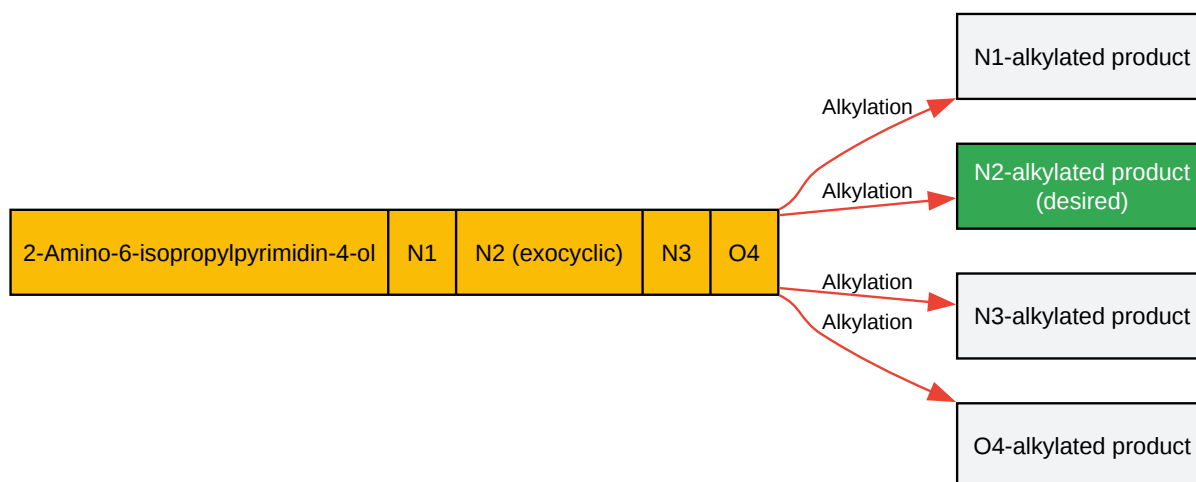 N1-alkylated product
Alkylation
N2-alkylated product
(desired)
Alkylation
2-Amino-6-isopropylpyrimidin-4-ol
N1
N2 (exocyclic)
N3
O4
Alkylation
N3-alkylated product
Alkylation
O4-alkylated product